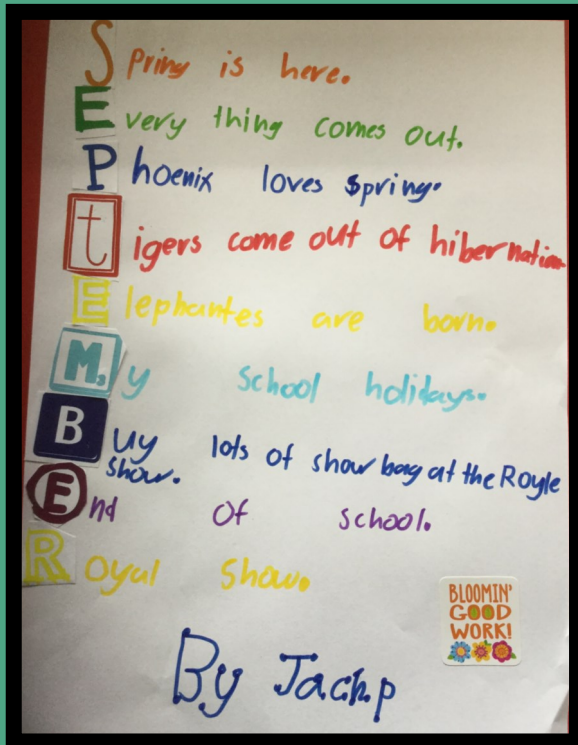 Spring is here.
Every thing comes out.
Phoenix loves spring.
tigers come out of hibernation
Elephantes are born.
My school holidays.
Buy lots of show bag at the Royle
show.
End Of school.
Royal Show.
BLOOMIN'
GOOD
WORK!
By Jachp